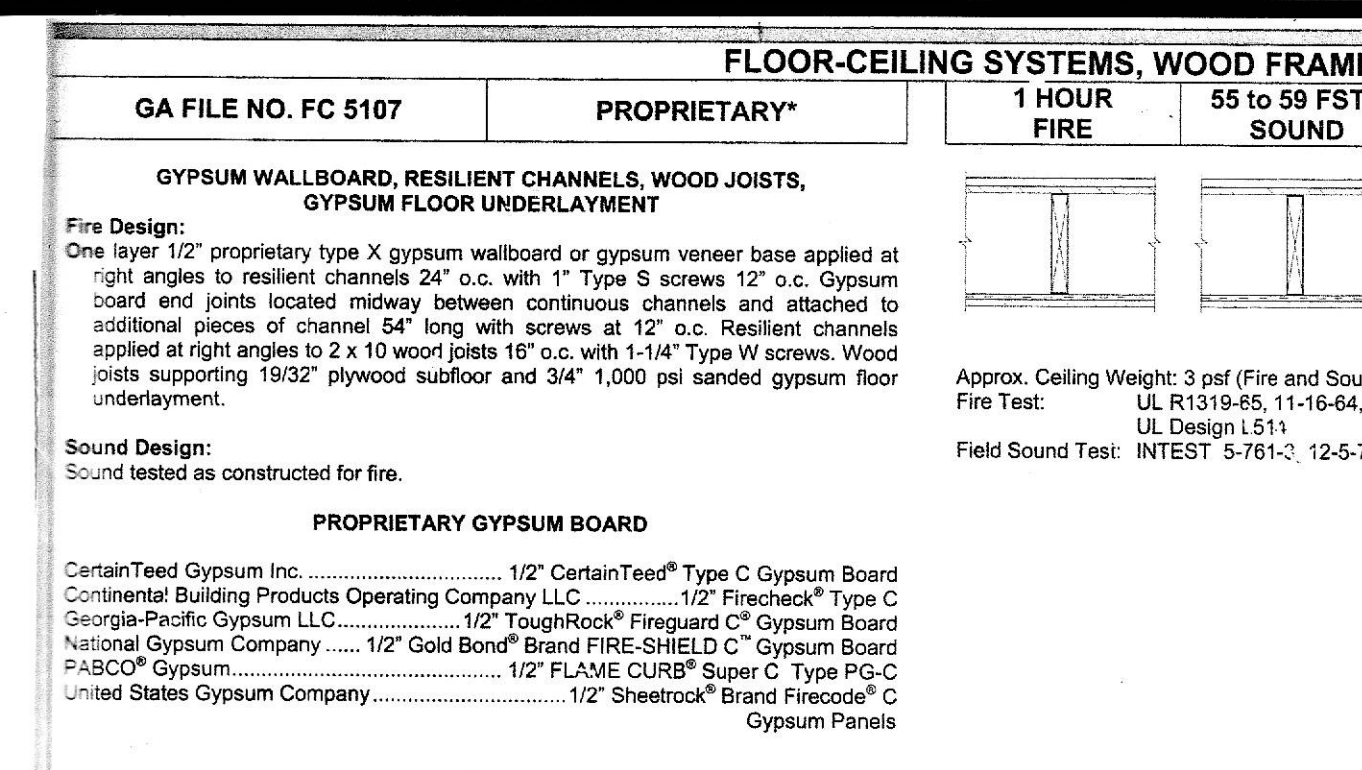 FLOOR-CEILING SYSTEMS, WOOD FRAM
GA FILE NO. FC 5107
PROPRIETARY*
1 HOUR
FIRE
55 to 59 FST
SOUND
GYPSUM WALLBOARD, RESILIENT CHANNELS, WOOD JOISTS,
GYPSUM FLOOR UNDERLAYMENT
Fire Design:
One layer 1/2" proprietary type X gypsum wallboard or gypsum veneer base applied at
right angles to resilient channels 24" o.c. with 1" Type S screws 12" o.c. Gypsum
board end joints located midway between continuous channels and attached to
additional pieces of channel 54" long with screws at 12" o.c. Resilient channels
applied at right angles to 2 x 10 wood joists 16" o.c. with 1-1/4" Type W screws. Wood
joists supporting 19/32" plywood subfloor and 3/4" 1,000 psi sanded gypsum floor
underlayment.
Sound Design:
Sound tested as constructed for fire.
PROPRIETARY GYPSUM BOARD
CertainTeed Gypsum Inc. ................................ 1/2" CertainTeed® Type C Gypsum Board
Continental Building Products Operating Company LLC ................1/2" Firecheck® Type C
Georgia-Pacific Gypsum LLC.....................1/2" ToughRock® Fireguard C® Gypsum Board
National Gypsum Company ...... 1/2" Gold Bond® Brand FIRE-SHIELD C™ Gypsum Board
PABCO® Gypsum............................................. 1/2" FLAME CURB® Super C Type PG-C
United States Gypsum Company................................1/2" Sheetrock® Brand Firecode® C
Gypsum Panels
Approx. Ceiling Weight: 3 psf (Fire and Sou
Fire Test: UL R1319-65, 11-16-64,
UL Design
Field Sound Test: INTEST 5-761-3, 12-5-7